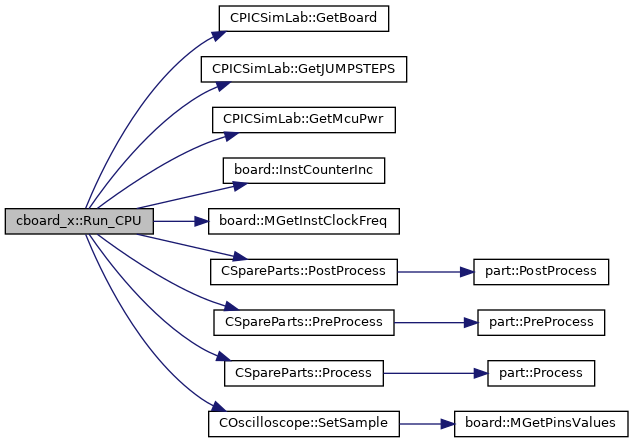 cboard_x::Run_CPU
CPICSimLab::GetBoard
CPICSimLab::GetJUMPSTEPS
CPICSimLab::GetMcuPwr
board::InstCounterInc
board::MGetInstClockFreq
CSpareParts::PostProcess
part::PostProcess
CSpareParts::PreProcess
part::PreProcess
CSpareParts::Process
part::Process
COscilloscope::SetSample
board::MGetPinsValues